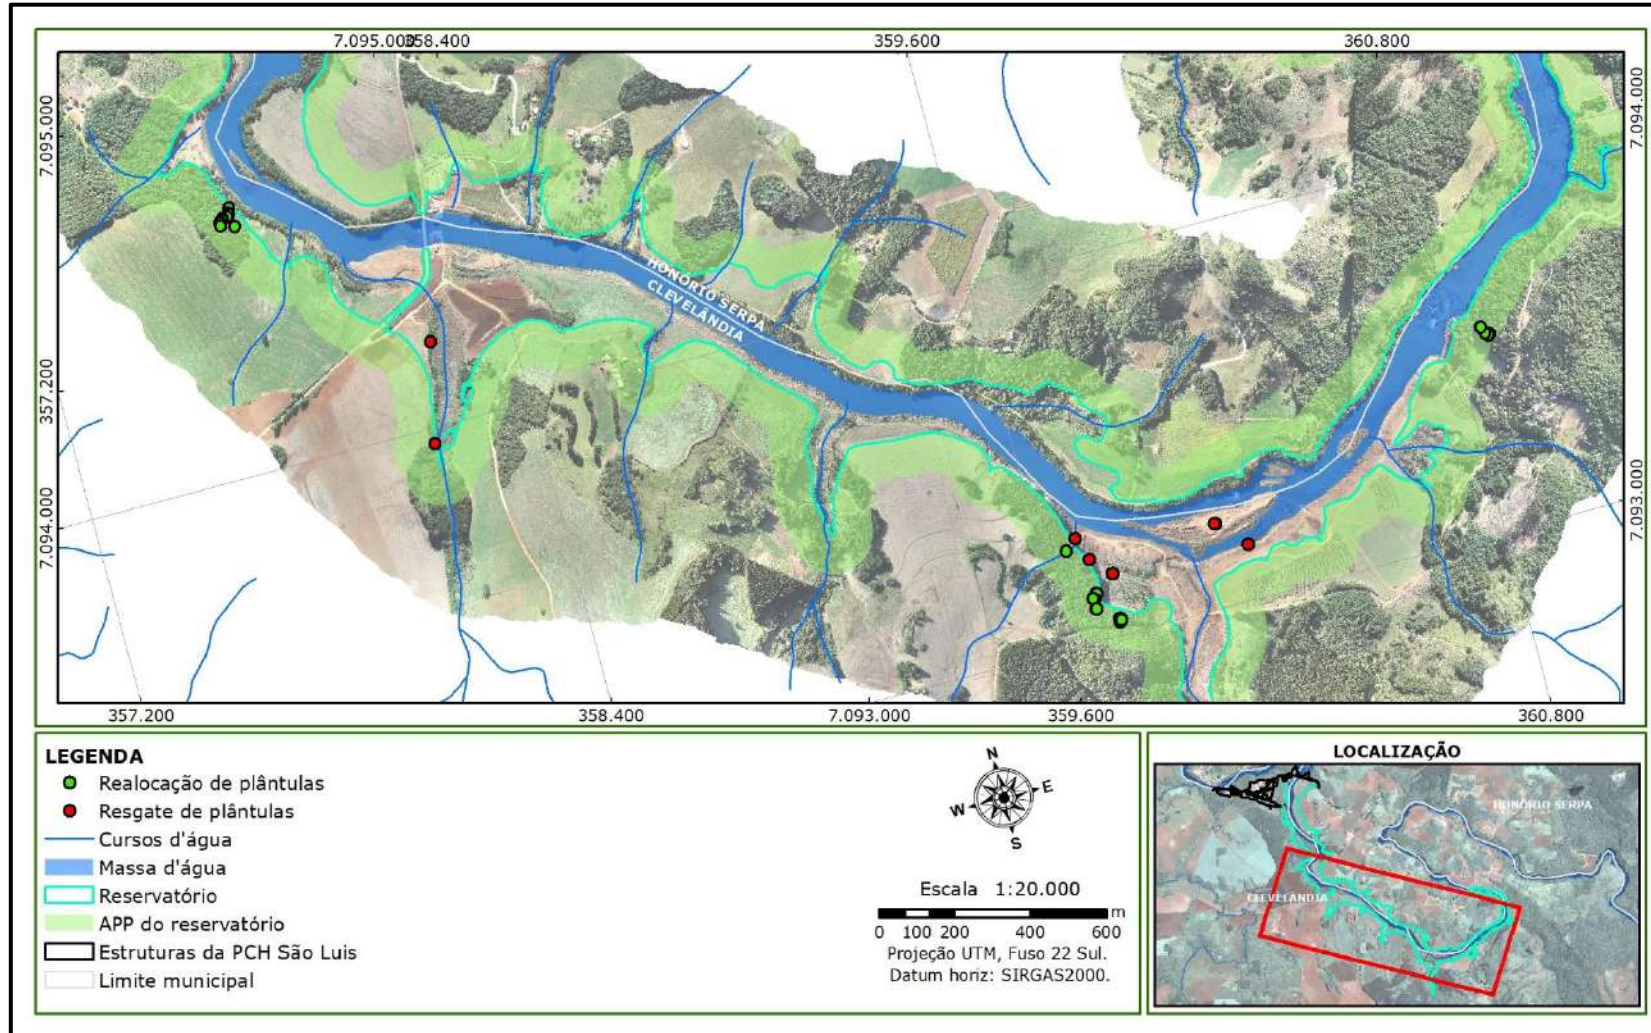 7.095.000
358.400
359.600
360.800
7.095.000
7.094.000
357.200
7.094.000
7.093.000
HONÓRIO SERPA
CLEVELÂNDIA
357.200
358.400
7.093.000
359.600
360.800
LEGENDA
Realocação de plântulas
Resgate de plântulas
Cursos d'água
Massa d'água
Reservatório
APP do reservatório
Estruturas da PCH São Luis
Limite municipal
N
W E
S
Escala 1:20.000
m
0 100 200 400 600
Projeção UTM, Fuso 22 Sul.
Datum horiz: SIRGAS2000.
LOCALIZAÇÃO
HONÓRIO SERPA
CLEVELÂNDIA